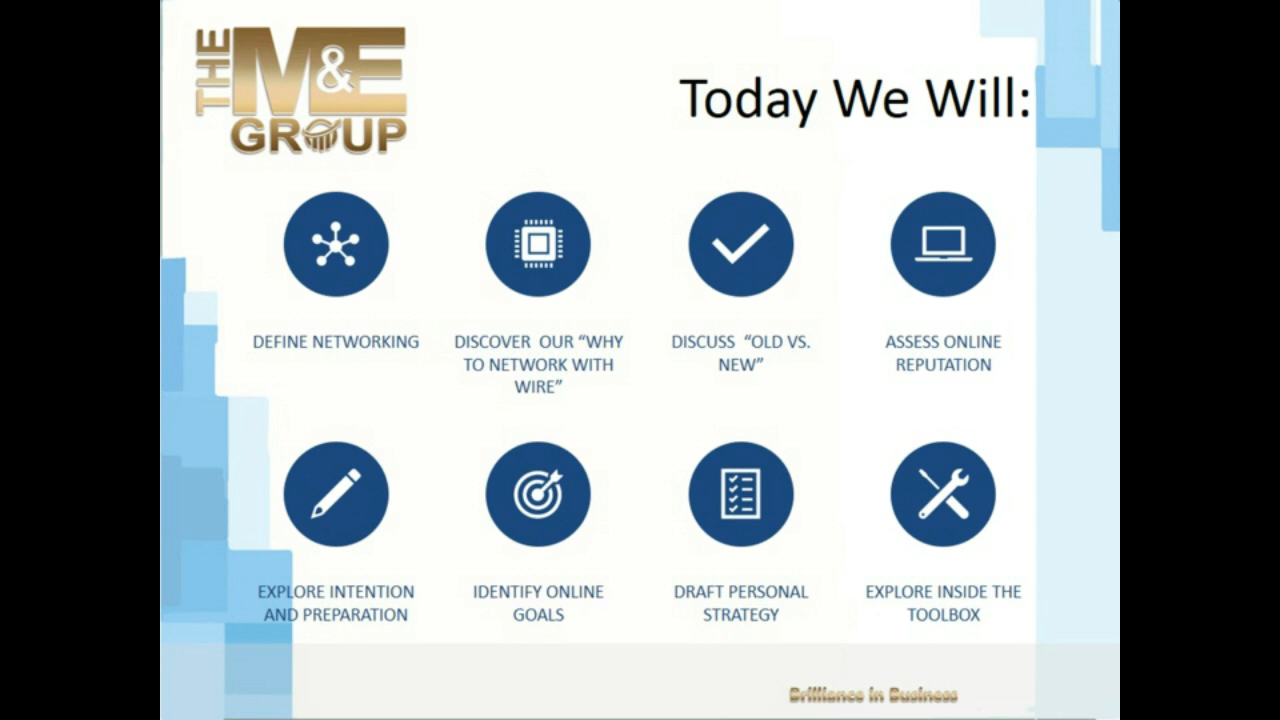 THE
M&E
GROUP
Today We Will:
DEFINE NETWORKING
DISCOVER OUR “WHY
TO NETWORK WITH
WIRE”
DISCUSS “OLD VS.
NEW”
ASSESS ONLINE
REPUTATION
EXPLORE INTENTION
AND PREPARATION
IDENTIFY ONLINE
GOALS
DRAFT PERSONAL
STRATEGY
EXPLORE INSIDE THE
TOOLBOX
Brilliance in Business